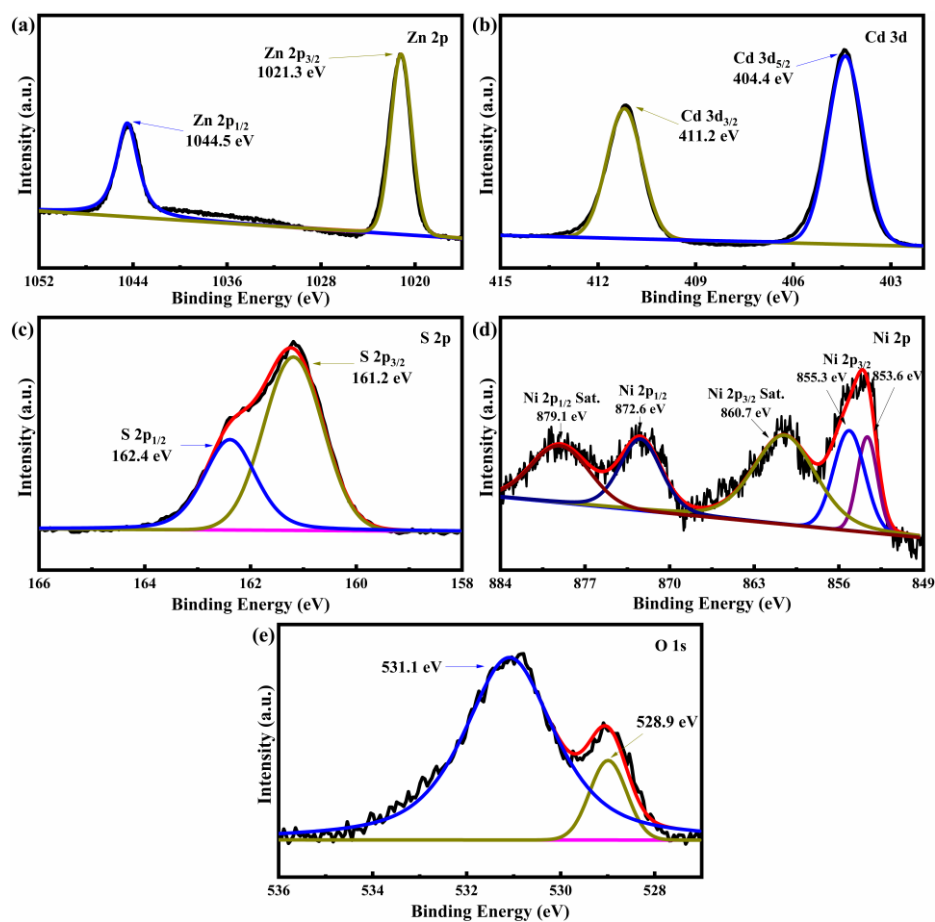 (a)
Zn 2p
Zn 2p3/2
1021.3 eV
Zn 2p1/2
1044.5 eV
Intensity (a.u.)
1052 1044 1036 1028 1020
Binding Energy (eV)
(b)
Cd 3d
Cd 3d5/2
404.4 eV
Cd 3d3/2
411.2 eV
Intensity (a.u.)
415 412 409 406 403
Binding Energy (eV)
(c)
S 2p
S 2p3/2
161.2 eV
S 2p1/2
162.4 eV
Intensity (a.u.)
166 164 162 160 158
Binding Energy (eV)
(d)
Ni 2p
Ni 2p3/2
855.3 eV 853.6 eV
Ni 2p1/2 Sat.
879.1 eV
Ni 2p1/2
872.6 eV
Ni 2p3/2 Sat.
860.7 eV
Intensity (a.u.)
884 877 870 863 856 849
Binding Energy (eV)
(e)
O 1s
531.1 eV
528.9 eV
Intensity (a.u.)
536 534 532 530 528
Binding Energy (eV)